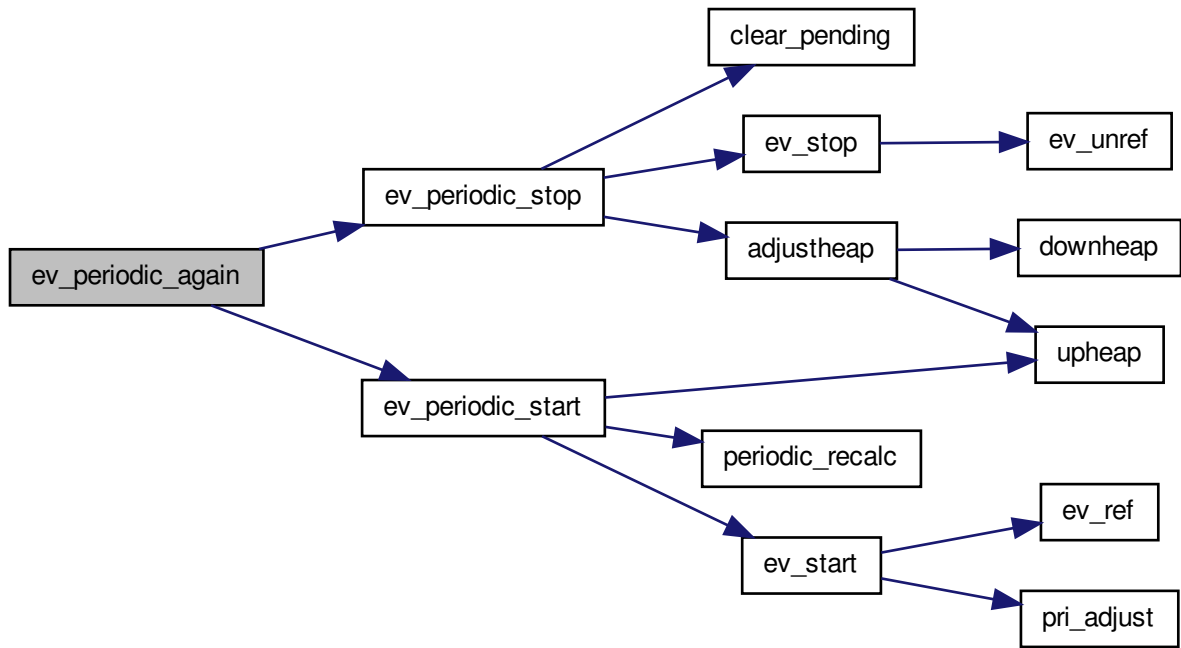 clear_pending
ev_stop
ev_unref
ev_periodic_stop
adjustheap
downheap
ev_periodic_again
upheap
ev_periodic_start
periodic_recalc
ev_ref
ev_start
pri_adjust